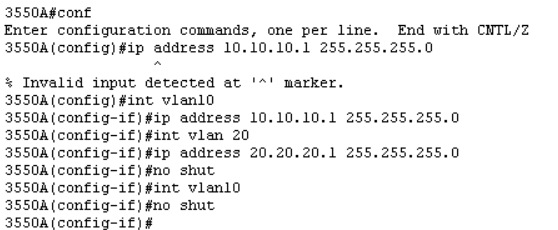 3550A#conf
Enter configuration commands, one per line.  End with CNTL/Z
3550A(config)#ip address 10.10.10.1 255.255.255.0
^
% Invalid input detected at '^' marker.
3550A(config)#int vlan10
3550A(config-if)#ip address 10.10.10.1 255.255.255.0
3550A(config-if)#int vlan 20
3550A(config-if)#ip address 20.20.20.1 255.255.255.0
3550A(config-if)#no shut
3550A(config-if)#int vlan10
3550A(config-if)#no shut
3550A(config-if)#